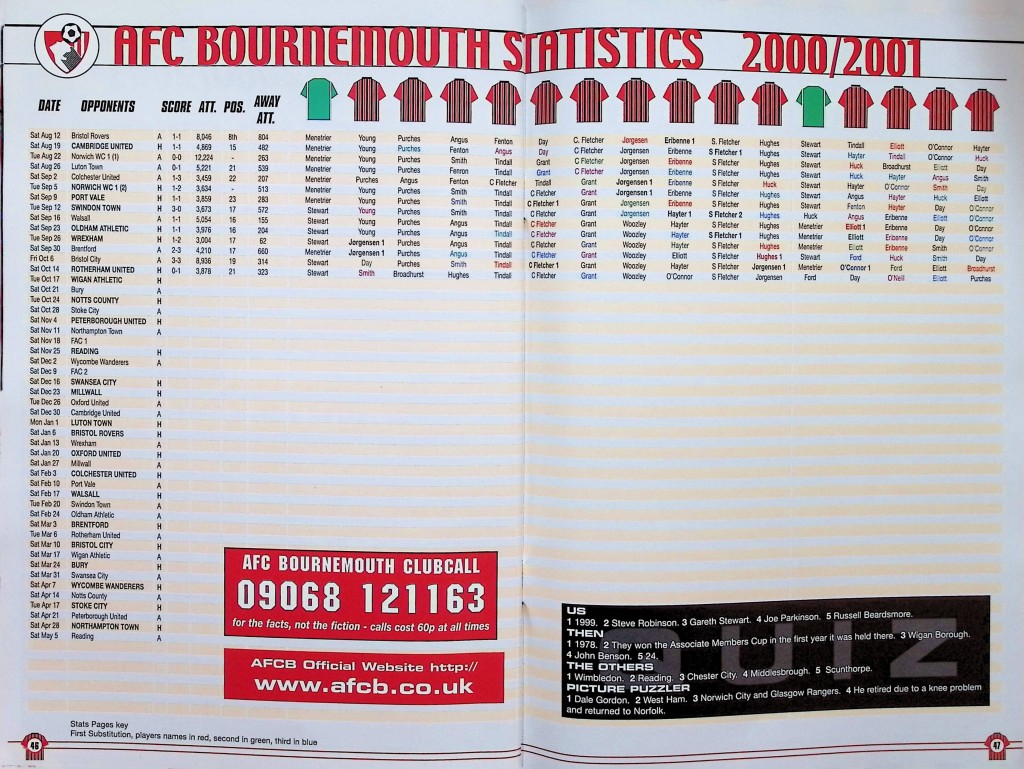 AFC BOURNEMOUTH STATISTICS 2000/2001
DATE OPPONENTS SCORE ATT. POS. AWAY ATT.
Sat Aug 12 Bristol Rovers A 1-1 8,046 8th 804 Menetrier Young Purches Angus Fenton Day C. Fletcher Jorgesen Eribenne 1 S. Fletcher Hughes Stewart Tindall Elliott O'Connor Hayter
Sat Aug 19 CAMBRIDGE UNITED H 1-1 4,869 15 482 Menetrier Young Purches Fenton Angus Day C. Fletcher Jorgensen Eribenne S Fletcher 1 Hughes Stewart Hayter Tindall O'Connor Huck
Tue Aug 22 Norwich WC 1 (1) A 0-0 12,224 - 263 Menetrier Young Purches Smith Tindall Grant C Fletcher Jorgensen Eribenne S Fletcher Hughes Stewart Huck Broadhurst Elliott Day
Sat Aug 26 Luton Town A 0-1 5,221 21 539 Menetrier Young Purches Fenton Tindall Grant C Fletcher Jorgensen Eribenne S Fletcher Hughes Stewart Huck Hayter Angus Smith
Sat Sep 2 Colchester United A 1-3 3,459 22 207 Menetrier Purches Angus Fenton C Fletcher Tindall Grant Jorgensen 1 Eribenne S Fletcher Huck Stewart Hayter O'Connor Smith Day
Tue Sep 5 NORWICH WC 1 (2) H 1-2 3,634 - 513 Menetrier Young Purches Smith Tindall C Fletcher Grant Jorgensen 1 Eribenne S Fletcher Hughes Stewart Angus Hayter Huck Elliott
Sat Sep 9 PORT VALE H 1-1 3,859 23 283 Menetrier Young Purches Smith Tindall C Fletcher 1 Grant Jorgensen Eribenne S Fletcher Hughes Stewart Fenton Hayter Day O'Connor
Tue Sep 12 SWINDON TOWN H 3-0 3,673 17 572 Stewart Young Purches Angus Tindall C Fletcher Grant Jorgensen Hayter 1 S Fletcher 2 Hughes Huck Angus Eribenne Elliott O'Connor
Sat Sep 16 Walsall A 1-1 5,054 16 155 Stewart Young Purches Angus Tindall C Fletcher Grant Woozley Hayter S Fletcher Hughes Menetrier Elliott 1 Eribenne Day O'Connor
Sat Sep 23 OLDHAM ATHLETIC H 1-1 3,976 16 204 Stewart Young Purches Angus Tindall C Fletcher Grant Woozley Hayter S Fletcher 1 Hughes Menetrier Elliott Eribenne Day O'Connor
Tue Sep 26 WREXHAM H 1-2 3,004 17 62 Stewart Jorgensen 1 Purches Angus Tindall C Fletcher Grant Woozley Hayter S Fletcher Hughes Menetrier Elliott Eribenne Smith O'Connor
Sat Sep 30 Brentford A 2-3 4,210 17 660 Menetrier Jorgensen 1 Purches Angus Tindall C Fletcher Grant Woozley Elliott S Fletcher Hughes 1 Stewart Ford Huck Smith Day
Fri Oct 6 Bristol City A 3-3 8,936 19 314 Stewart Day Purches Smith Tindall C Fletcher 1 Grant Woozley Hayter S Fletcher Jorgensen 1 Menetrier O'Connor 1 Ford Elliott Broadhurst
Sat Oct 14 ROTHERHAM UNITED H 0-1 3,878 21 323 Stewart Smith Broadhurst Hughes Tindall C Fletcher Grant Woozley O'Connor S Fletcher Jorgensen Ford Day O'Neil Elliott Purches
Tue Oct 17 WIGAN ATHLETIC H
Sat Oct 21 Bury A
Tue Oct 24 NOTTS COUNTY H
Sat Oct 28 Stoke City A
Sat Nov 4 PETERBOROUGH UNITED H
Sat Nov 11 Northampton Town A
Sat Nov 18 FAC 1
Sat Nov 25 READING H
Sat Dec 2 Wycombe Wanderers A
Sat Dec 9 FAC 2
Sat Dec 16 SWANSEA CITY H
Sat Dec 23 MILLWALL H
Tue Dec 26 Oxford United A
Sat Dec 30 Cambridge United A
Mon Jan 1 LUTON TOWN H
Sat Jan 6 BRISTOL ROVERS H
Sat Jan 13 Wrexham A
Sat Jan 20 OXFORD UNITED H
Sat Jan 27 Millwall A
Sat Feb 3 COLCHESTER UNITED H
Sat Feb 10 Port Vale A
Sat Feb 17 WALSALL H
Tue Feb 20 Swindon Town A
Sat Feb 24 Oldham Athletic A
Sat Mar 3 BRENTFORD H
Tue Mar 6 Rotherham United A
Sat Mar 10 BRISTOL CITY H
Sat Mar 17 Wigan Athletic A
Sat Mar 24 BURY H
Sat Mar 31 Swansea City A
Sat Apr 7 WYCOMBE WANDERERS H
Sat Apr 14 Notts County A
Tue Apr 17 STOKE CITY H
Sat Apr 21 Peterborough United A
Sat Apr 28 NORTHAMPTON TOWN H
Sat May 5 Reading A
AFC BOURNEMOUTH CLUBCALL
09068 121163
for the facts, not the fiction - calls cost 60p at all times
AFCB Official Website http://
www.afcb.co.uk
Stats Pages key
First Substitution, players names in red, second in green, third in blue
46
US
1 1999. 2 Steve Robinson. 3 Gareth Stewart. 4 Joe Parkinson. 5 Russell Beardsmore.
THEN
1 1978. 2 They won the Associate Members Cup in the first year it was held there. 3 Wigan Borough.
4 John Benson. 5 24.
THE OTHERS
1 Wimbledon. 2 Reading. 3 Chester City. 4 Middlesbrough. 5 Scunthorpe.
PICTURE PUZZLER
1 Dale Gordon. 2 West Ham. 3 Norwich City and Glasgow Rangers. 4 He retired due to a knee problem
and returned to Norfolk.
47